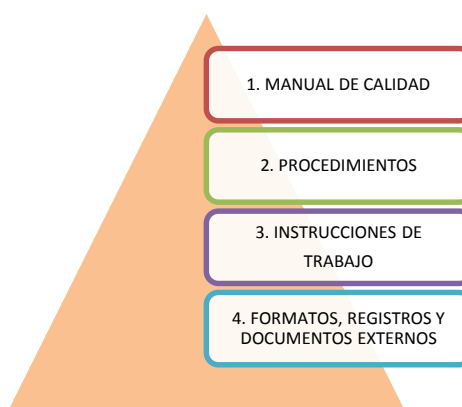 1. MANUAL DE CALIDAD
2. PROCEDIMIENTOS
3. INSTRUCCIONES DE
TRABAJO
4. FORMATOS, REGISTROS Y
DOCUMENTOS EXTERNOS